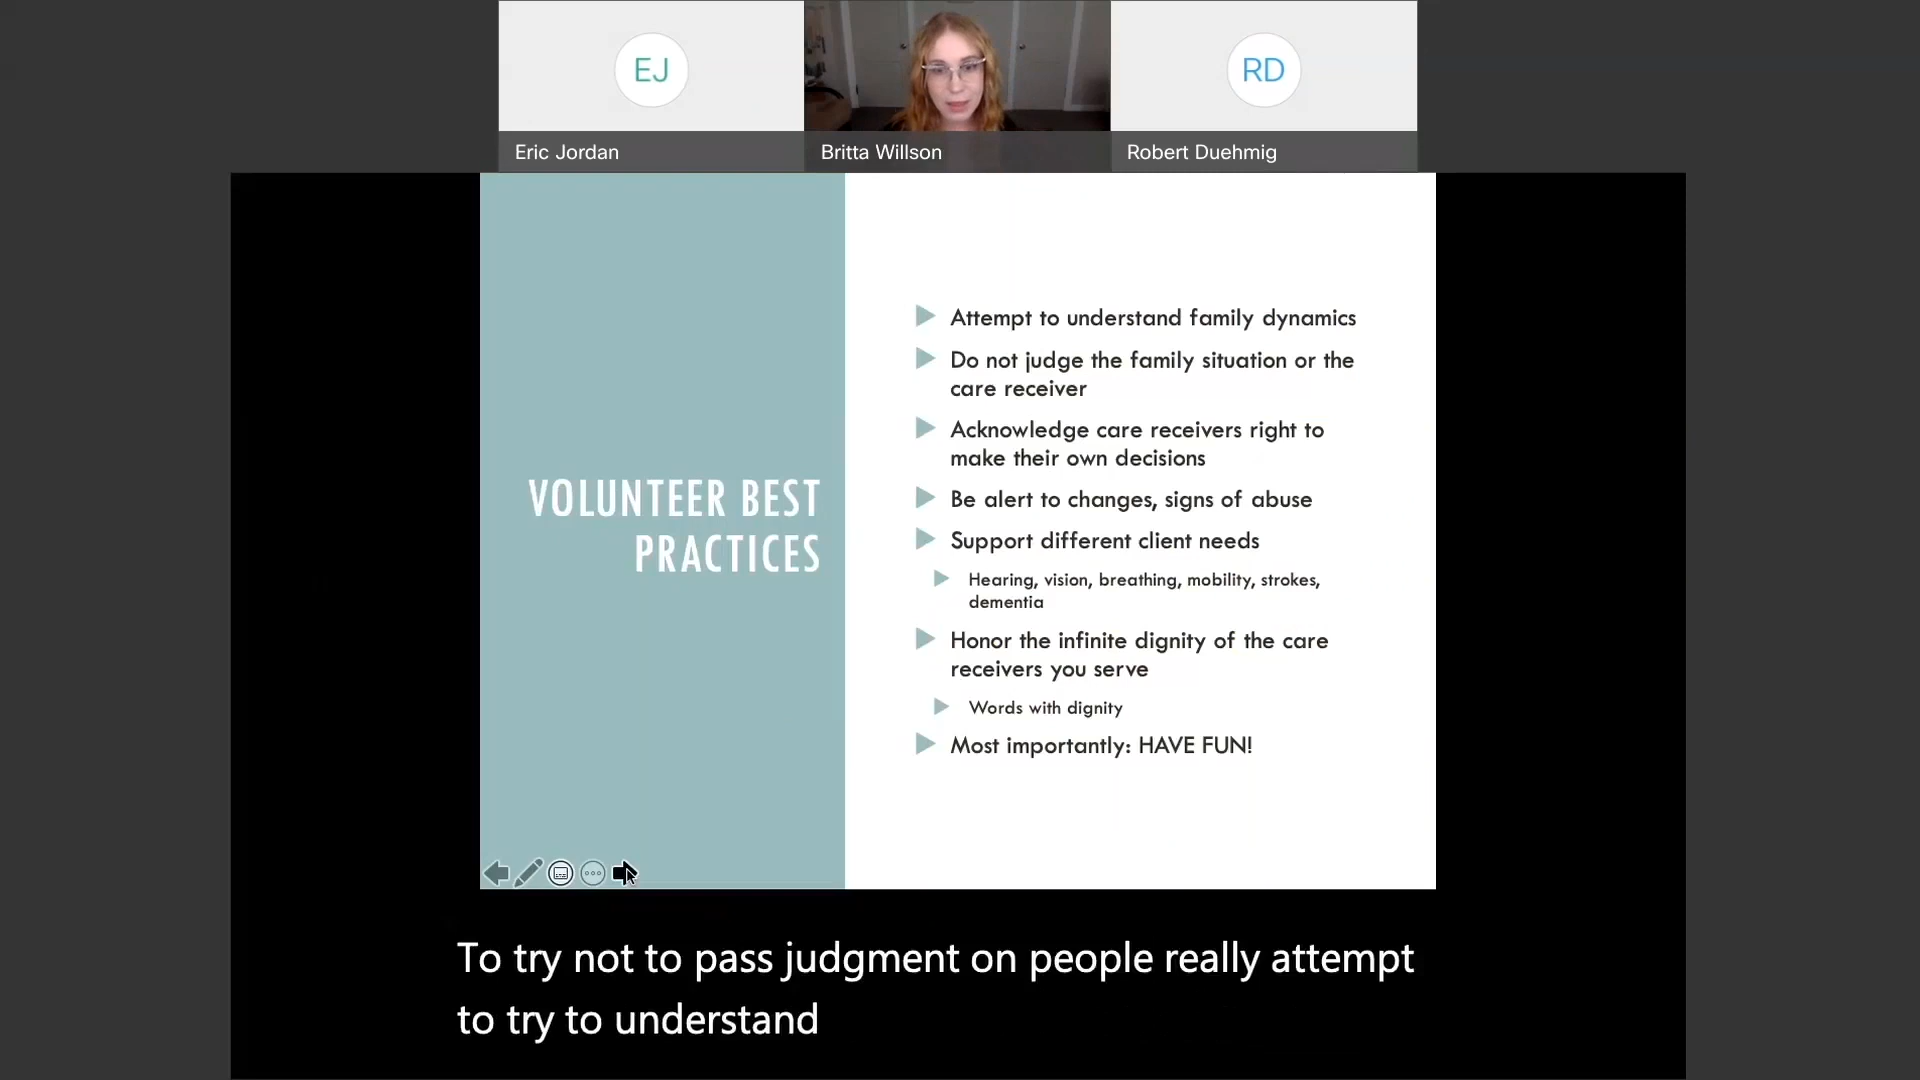 EJ
RD
Eric Jordan
Britta Willson
Robert Duehmig
VOLUNTEER BEST
PRACTICES
Attempt to understand family dynamics
Do not judge the family situation or the
care receiver
Acknowledge care receivers right to
make their own decisions
Be alert to changes, signs of abuse
Support different client needs
Hearing, vision, breathing, mobility, strokes,
dementia
Honor the infinite dignity of the care
receivers you serve
Words with dignity
Most importantly: HAVE FUN!
To try not to pass judgment on people really attempt
to try to understand